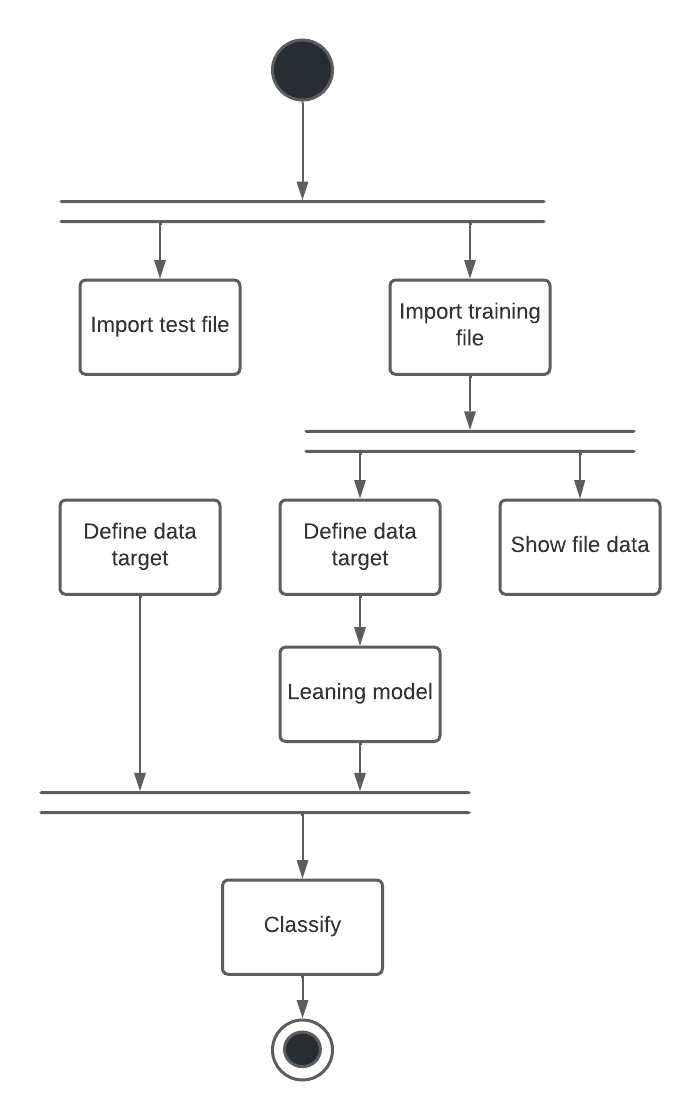 Import test file
Import training
file
Define data
target
Define data
target
Show file data
Leaning model
Classify